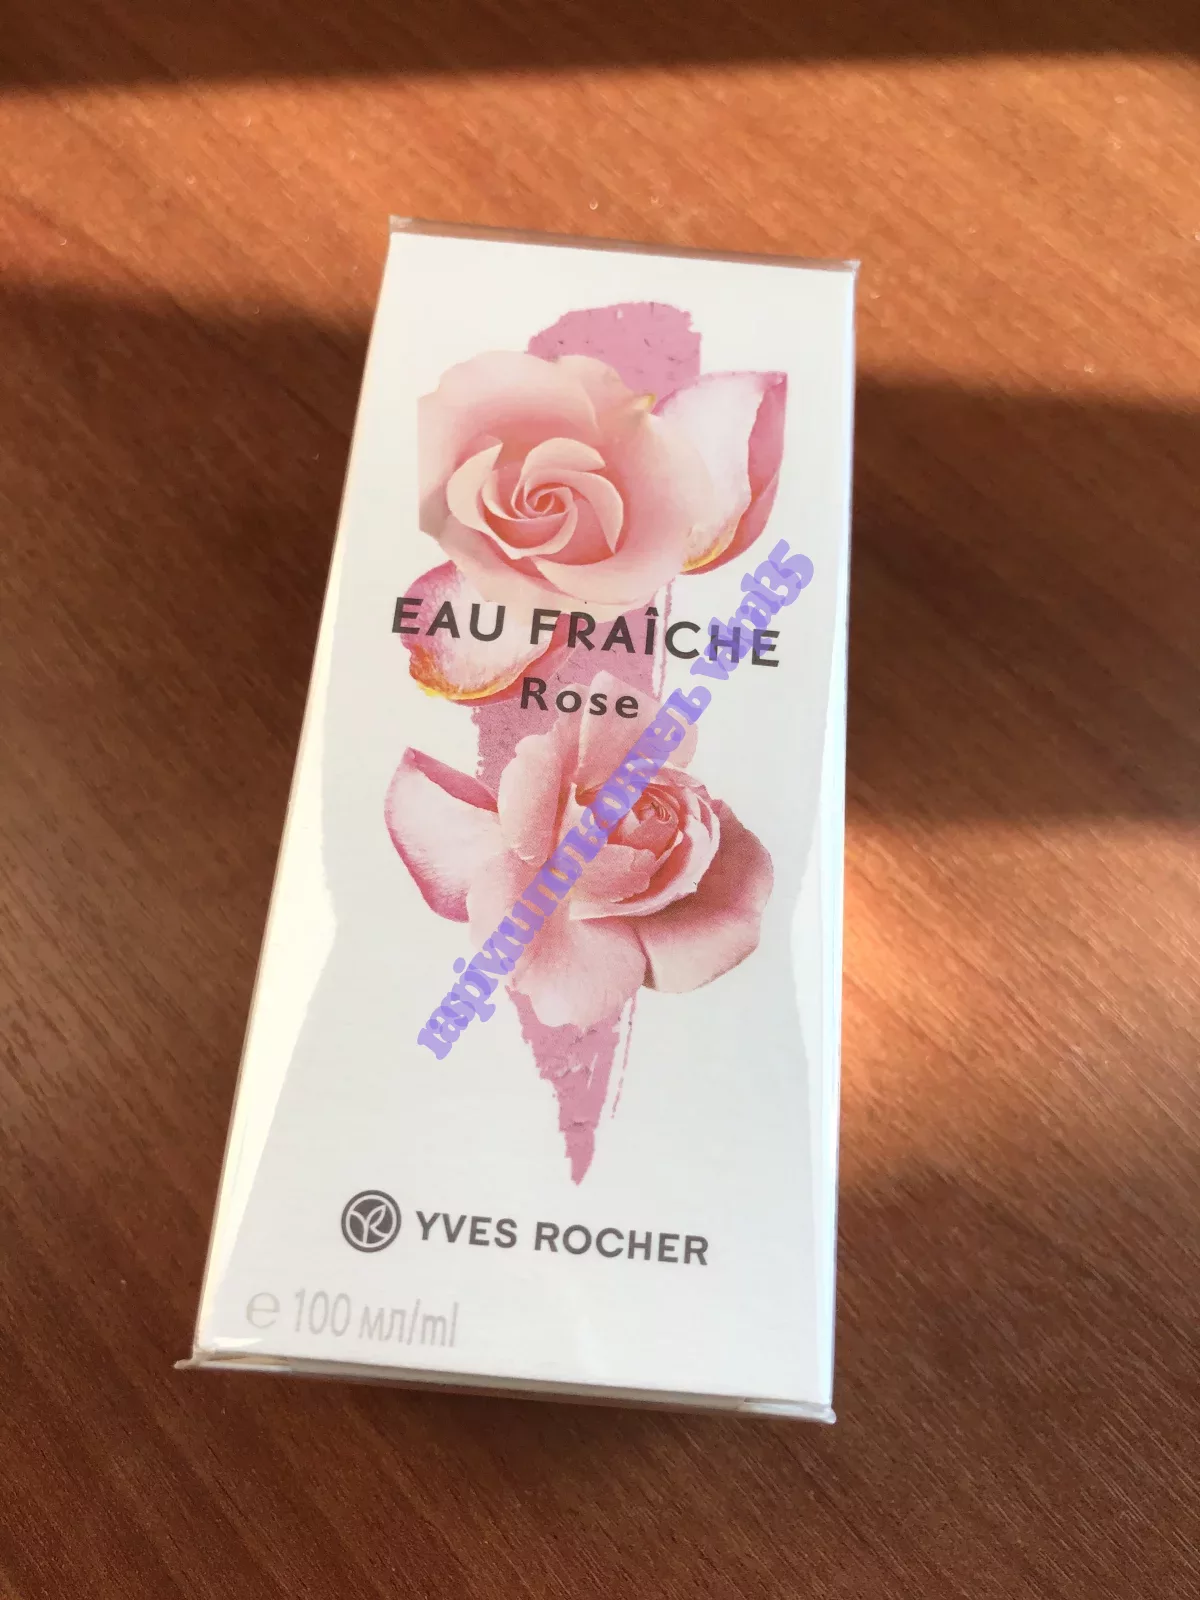 EAU FRAÎCHE
Rose
YVES ROCHER
℮ 100 мл/ml